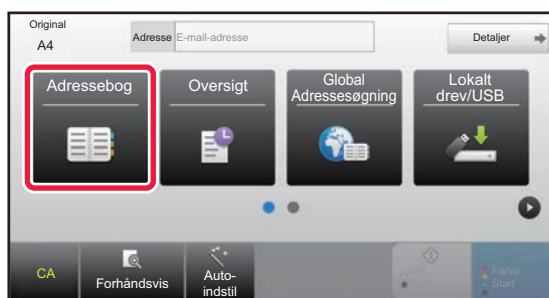 Original
A4
Adresse E-mail-adresse
Detaljer
Adressebog
Oversigt
Global
Adressesøgning
Lokalt
drev/USB
CA
Forhåndsvis
Auto-
indstil
Farve
Start